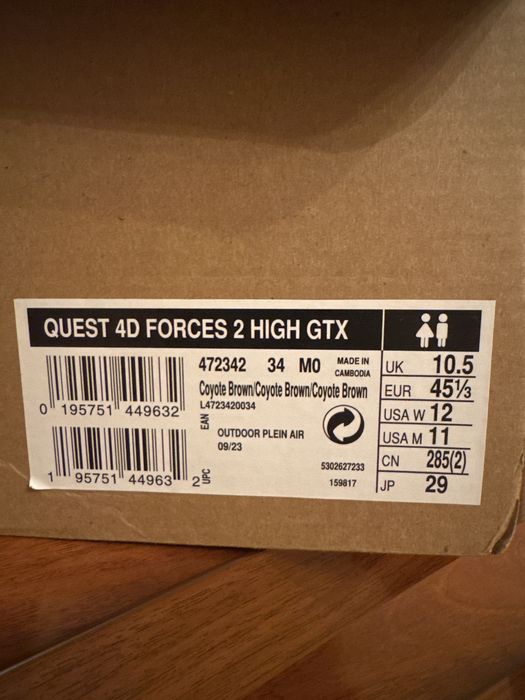 QUEST 4D FORCES 2 HIGH GTX
472342 34 M0 MADE IN CAMBODIA
Coyote Brown/Coyote Brown/Coyote Brown
L4723420034
0 195751 449632
EAN
OUTDOOR PLEIN AIR
09/23
1 95751 44963 2
UPC
5302627233
159817
UK 10.5
EUR 45⅓
USA W 12
USA M 11
CN 285(2)
JP 29